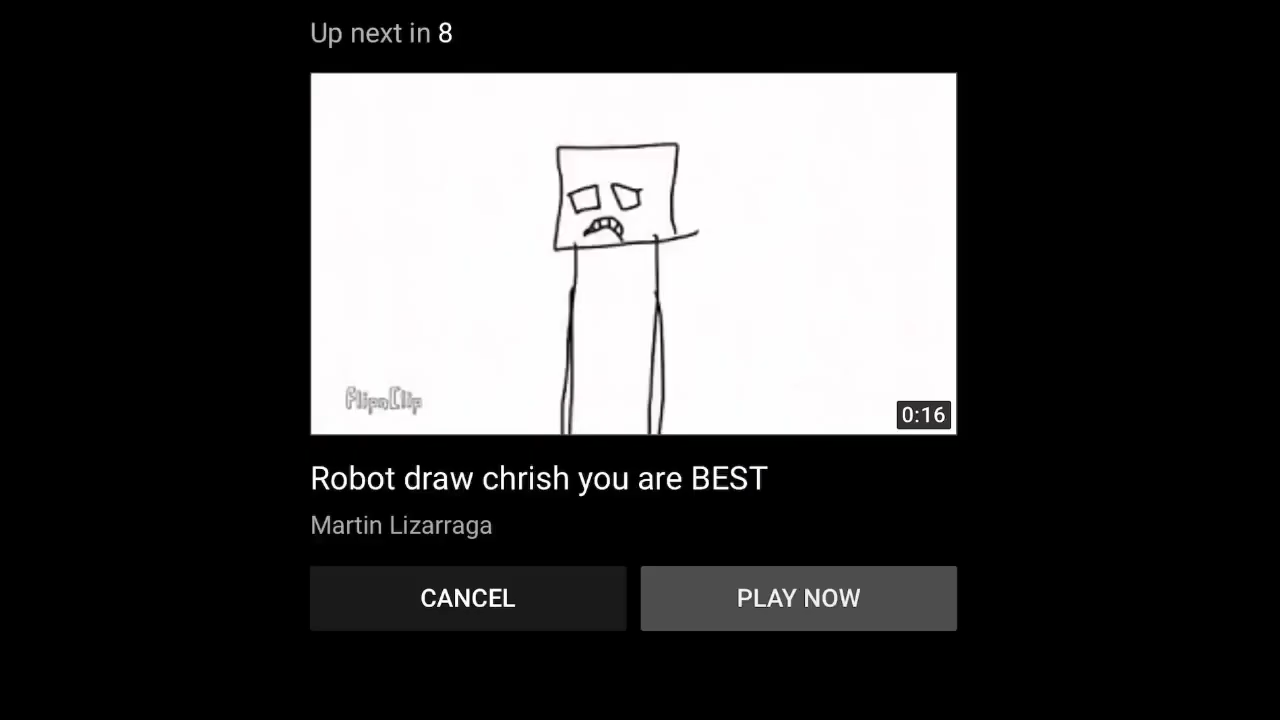 Up next in 8
FlipaClip
0:16
Robot draw chrish you are BEST
Martin Lizarraga
CANCEL
PLAY NOW